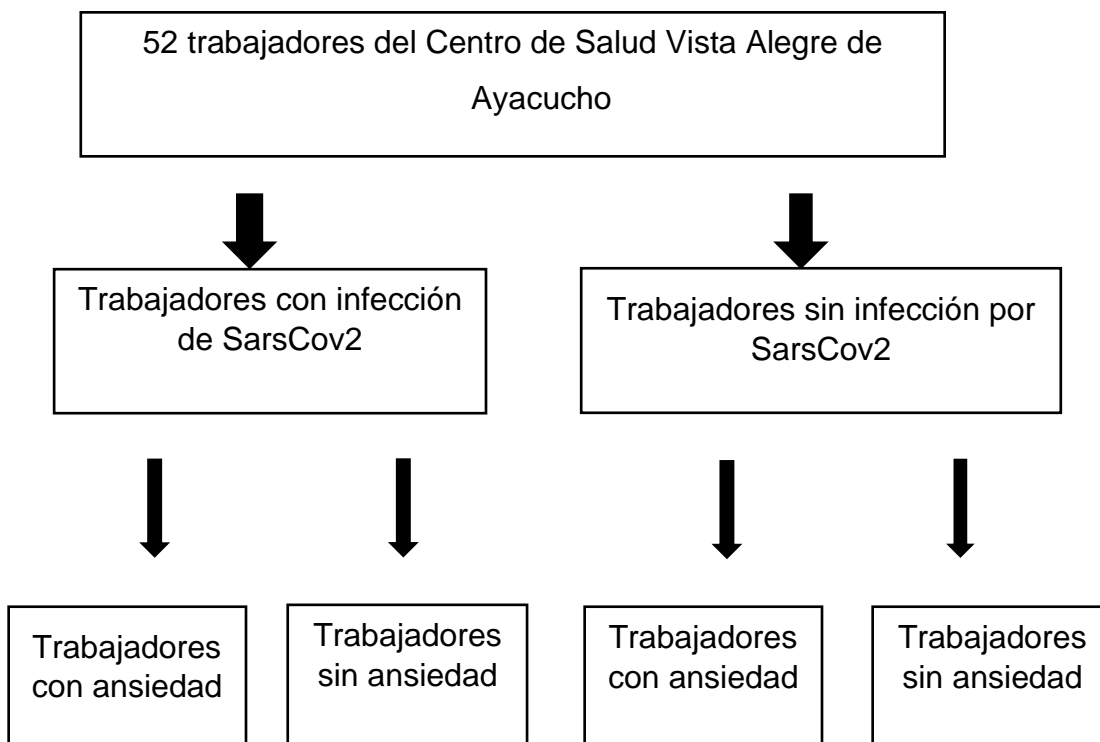 52 trabajadores del Centro de Salud Vista Alegre de
Ayacucho
Trabajadores con infección
de SarsCov2
Trabajadores sin infección por
SarsCov2
Trabajadores
con ansiedad
Trabajadores
sin ansiedad
Trabajadores
con ansiedad
Trabajadores
sin ansiedad